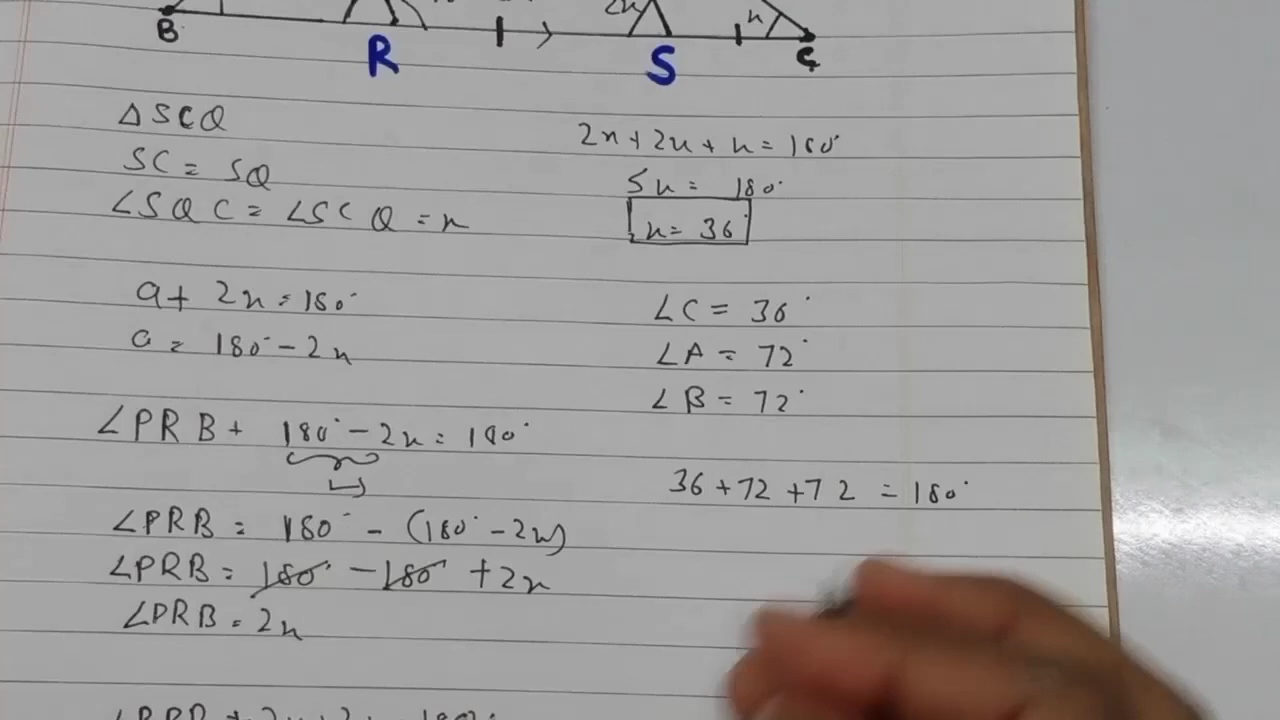 2x x
B R S C
△SCQ
SC = SQ
∠SQC = ∠SCQ = x
a + 2x = 180°
a = 180° - 2x
∠PRB + 180° - 2x = 180°
∠PRB = 180° - (180° - 2x)
∠PRB = 180° - 180° + 2x
∠PRB = 2x
2x + 2x + x = 180°
5x = 180°
x = 36°
∠C = 36°
∠A = 72°
∠B = 72°
36 + 72 + 72 = 180°